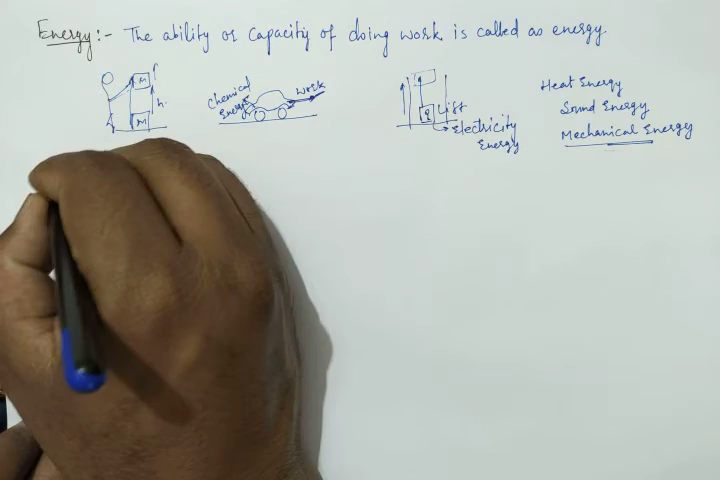 Energy:- The ability or capacity of doing work is called as energy.
M
h.
M
Chemical
Energy
work
Lift
Electricity
Energy
Heat Energy
Sound Energy
Mechanical Energy